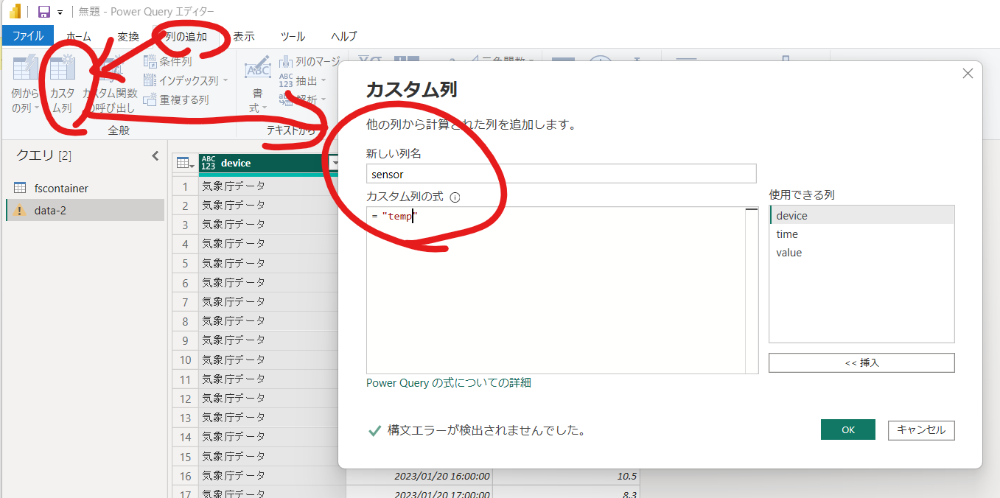 無題 - Power Query エディター
ファイル ホーム 変換 列の追加 表示 ツール ヘルプ
例から
の列
カスタ
ム列
カスタム関数
の呼び出し
条件列
インデックス列
重複する列
全般
ABC
書
式
列のマージ
ABC
123 抽出
解析
テキストから
三角関数
クエリ [2]
fscontainer
data-2
ABC
123 device
1 気象庁データ
2 気象庁データ
3 気象庁データ
4 気象庁データ
5 気象庁データ
6 気象庁データ
7 気象庁データ
8 気象庁データ
9 気象庁データ
10 気象庁データ
11 気象庁データ
12 気象庁データ
13 気象庁データ
14 気象庁データ
15 気象庁データ
16 気象庁データ 2023/01/20 16:00:00 10.5
17 気象庁データ 2023/01/20 17:00:00 8.3
カスタム列
他の列から計算された列を追加します。
新しい列名
sensor
カスタム列の式
= "temp"
使用できる列
device
time
value
<< 挿入
Power Query の式についての詳細
構文エラーが検出されませんでした。
OK
キャンセル